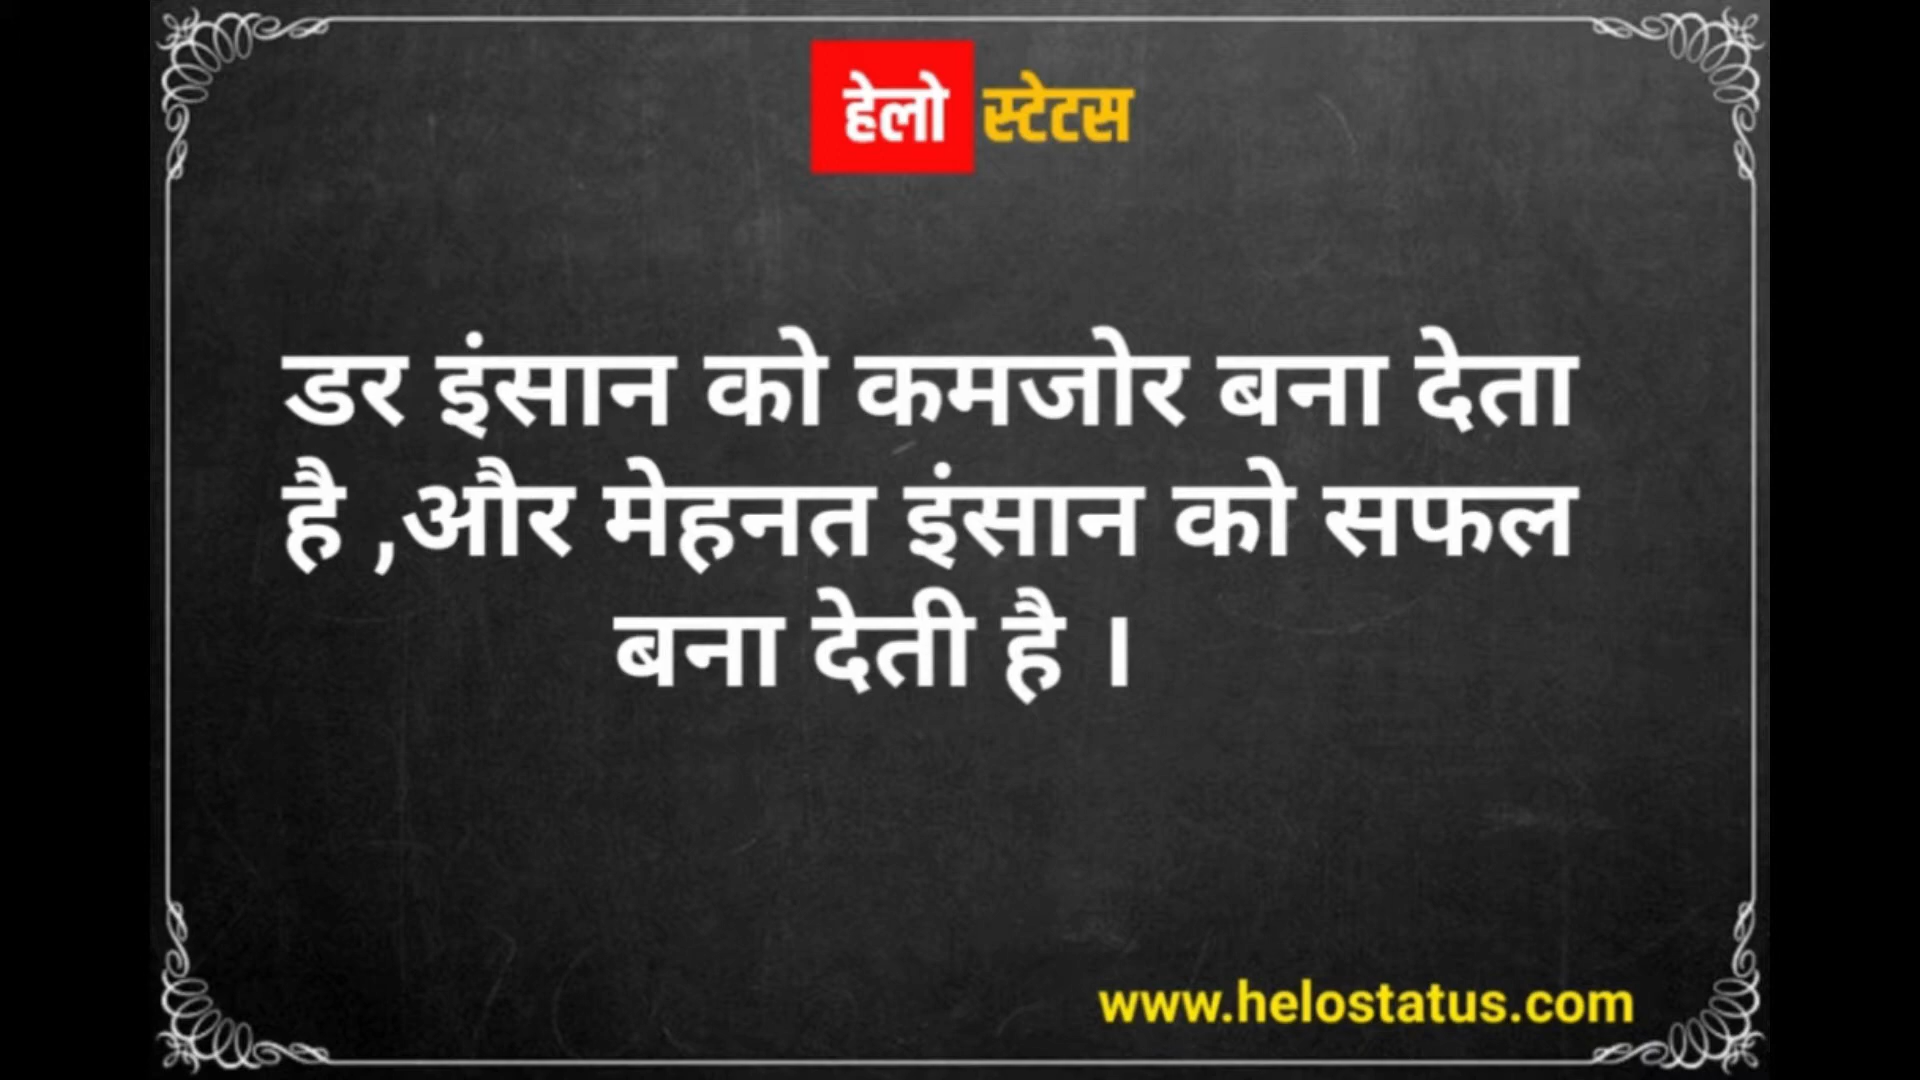 हेलो स्टेटस
डर इंसान को कमजोर बना देता
है ,और मेहनत इंसान को सफल
बना देती है ।
www.helostatus.com